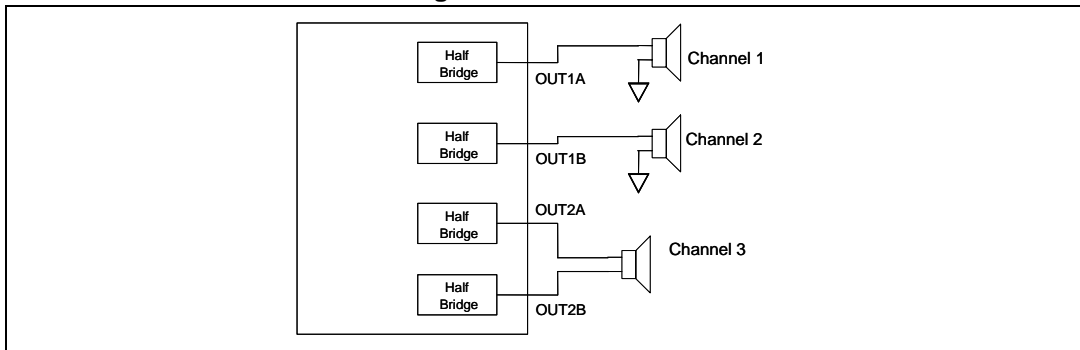 Half
Bridge
OUT1A
Channel 1
Half
Bridge
OUT1B
Channel 2
Half
Bridge
OUT2A
Channel 3
Half
Bridge
OUT2B